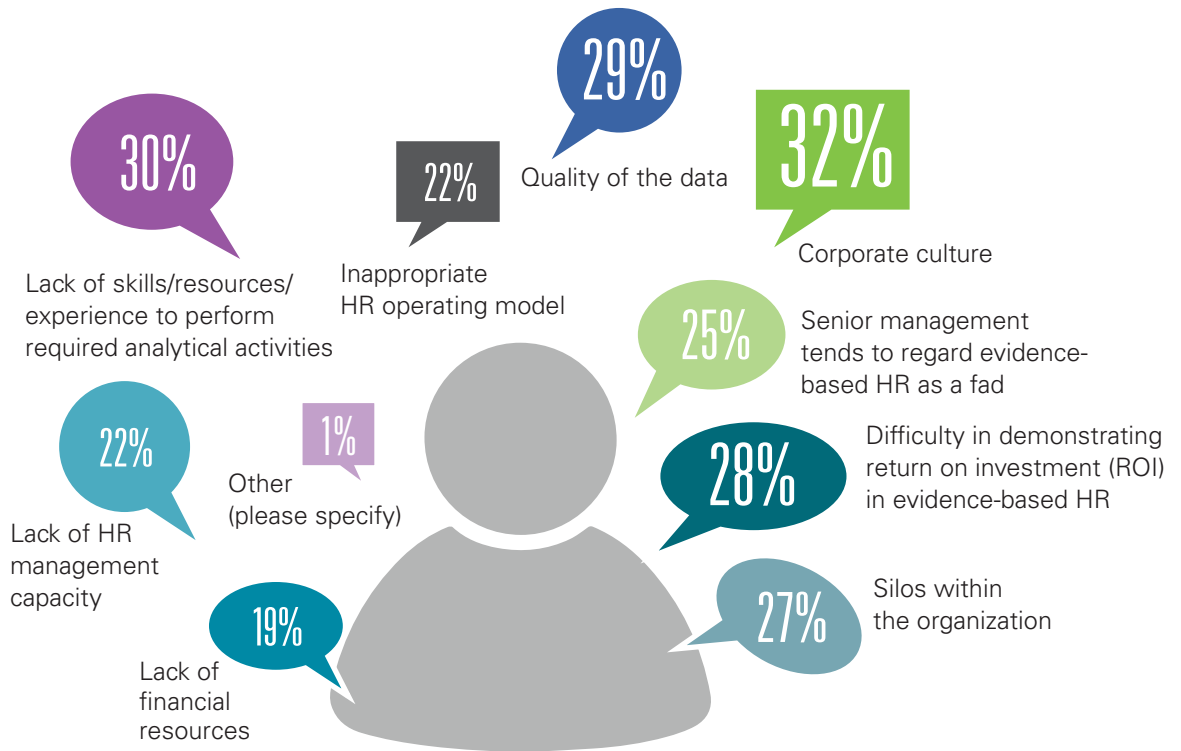 29%
Quality of the data
30%
Lack of skills/resources/
experience to perform
required analytical activities
22%
Inappropriate
HR operating model
32%
Corporate culture
25%
Senior management
tends to regard evidence-
based HR as a fad
22%
Lack of HR
management
capacity
1%
Other
(please specify)
28%
Difficulty in demonstrating
return on investment (ROI)
in evidence-based HR
19%
Lack of
financial
resources
27%
Silos within
the organization